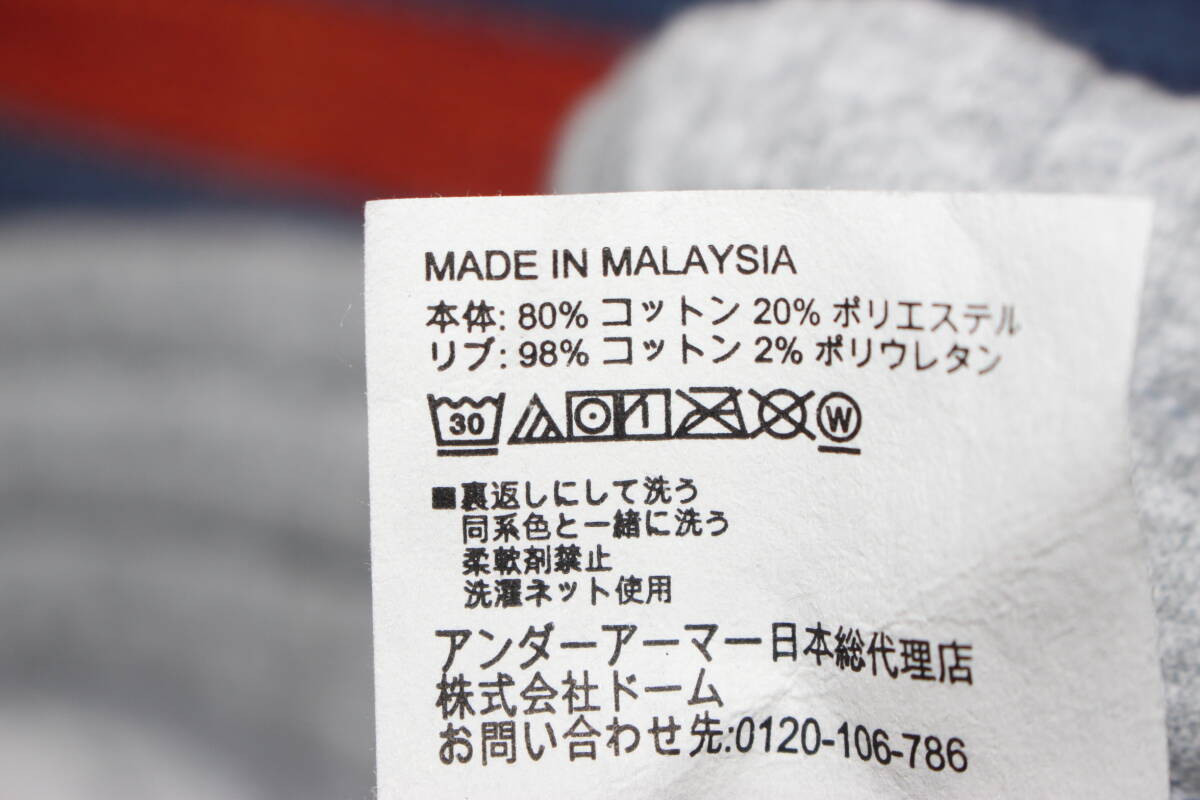 MADE IN MALAYSIA
本体: 80% コットン 20% ポリエステル
リブ: 98% コットン 2% ポリウレタン
30 W
■裏返しにして洗う
同系色と一緒に洗う
柔軟剤禁止
洗濯ネット使用
アンダーアーマー日本総代理店
株式会社ドーム
お問い合わせ先:0120-106-786